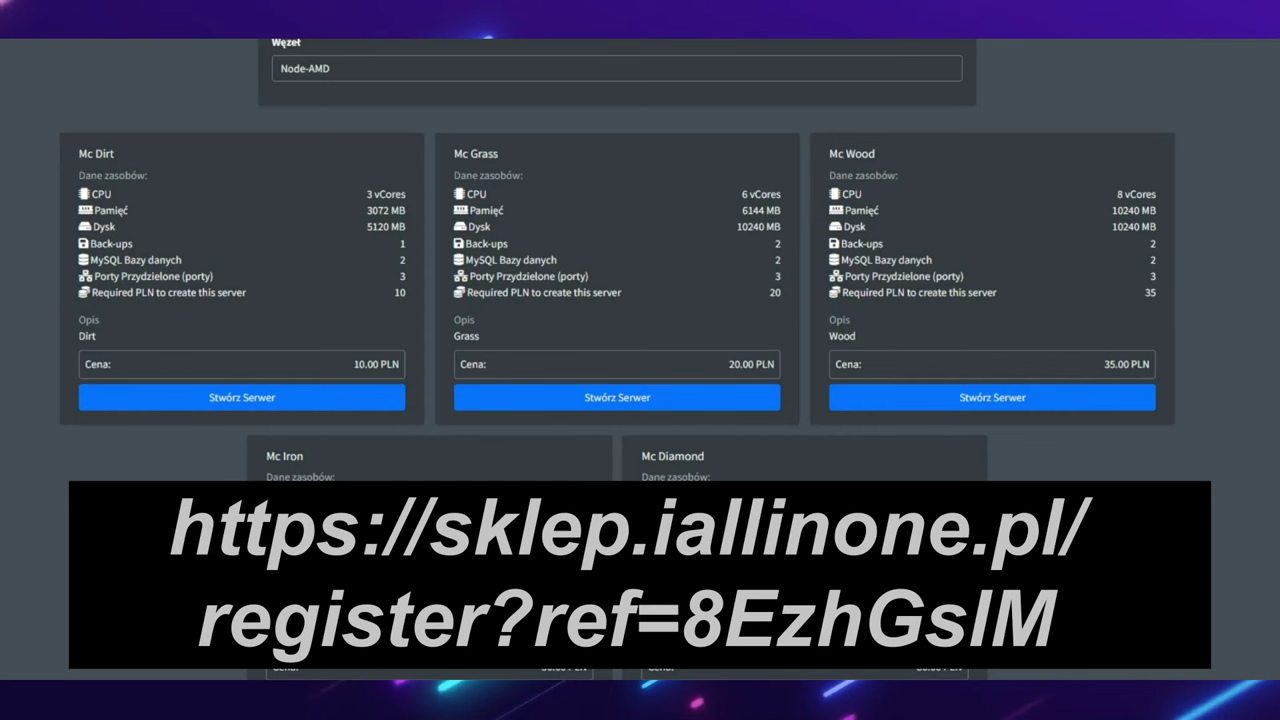 Węzeł
Node-AMD
Mc Dirt
Dane zasobów:
CPU 3 vCores
Pamięć 3072 MB
Dysk 5120 MB
Back-ups 1
MySQL Bazy danych 2
Porty Przydzielone (porty) 3
Required PLN to create this server 10
Opis
Dirt
Cena: 10.00 PLN
Stwórz Serwer
Mc Grass
Dane zasobów:
CPU 6 vCores
Pamięć 6144 MB
Dysk 10240 MB
Back-ups 2
MySQL Bazy danych 2
Porty Przydzielone (porty) 3
Required PLN to create this server 20
Opis
Grass
Cena: 20.00 PLN
Stwórz Serwer
Mc Wood
Dane zasobów:
CPU 8 vCores
Pamięć 10240 MB
Dysk 10240 MB
Back-ups 2
MySQL Bazy danych 2
Porty Przydzielone (porty) 3
Required PLN to create this server 35
Opis
Wood
Cena: 35.00 PLN
Stwórz Serwer
Mc Iron
Dane zasobów:
Mc Diamond
Dane zasobów:
https://sklep.iallinone.pl/
register?ref=8EzhGslM